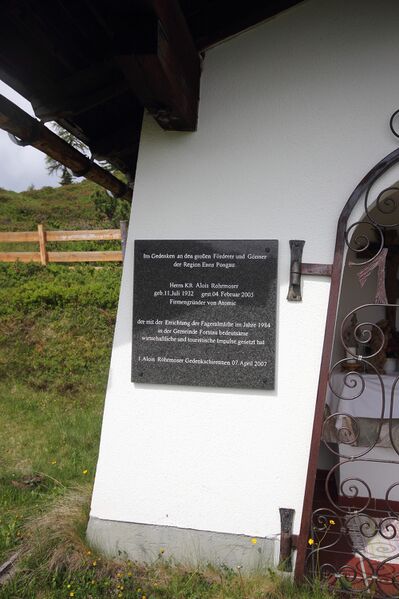 Im Gedenken an den großen Förderer und Gönner
der Region Enns Pongau
Herrn KR Alois Rohrmoser
geb.11.Juli 1932 gest.04.Februar 2005
Firmengründer von Atomic
der mit der Errichtung des Fageralmlifte im Jahre 1984
in der Gemeinde Forstau bedeutsame
wirtschaftliche und touristische Impulse gesetzt hat
1.Alois Rohrmoser Gedenkschirennen 07.April 2007